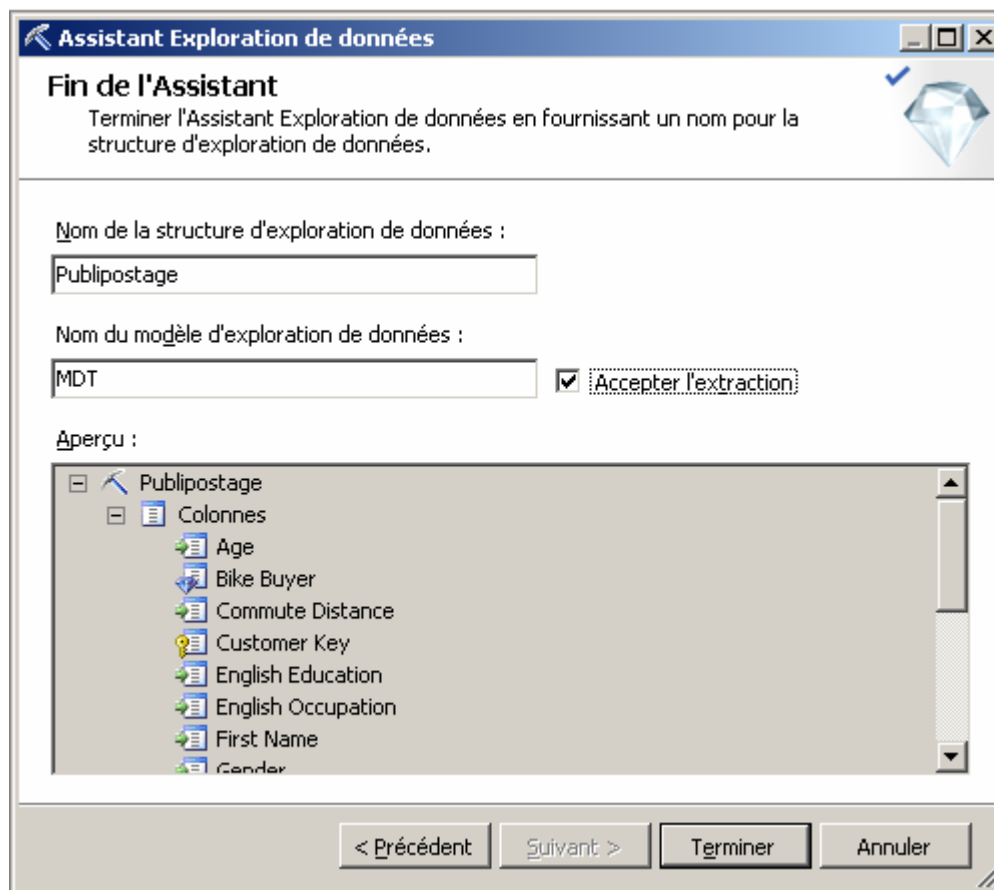 Assistant Exploration de données
Fin de l'Assistant
Terminer l'Assistant Exploration de données en fournissant un nom pour la
structure d'exploration de données.
Nom de la structure d'exploration de données :
Publipostage
Nom du modèle d'exploration de données :
MDT
Accepter l'extraction
Aperçu :
Publipostage
Colonnes
Age
Bike Buyer
Commute Distance
Customer Key
English Education
English Occupation
First Name
Gender
< Précédent
Suivant >
Terminer
Annuler